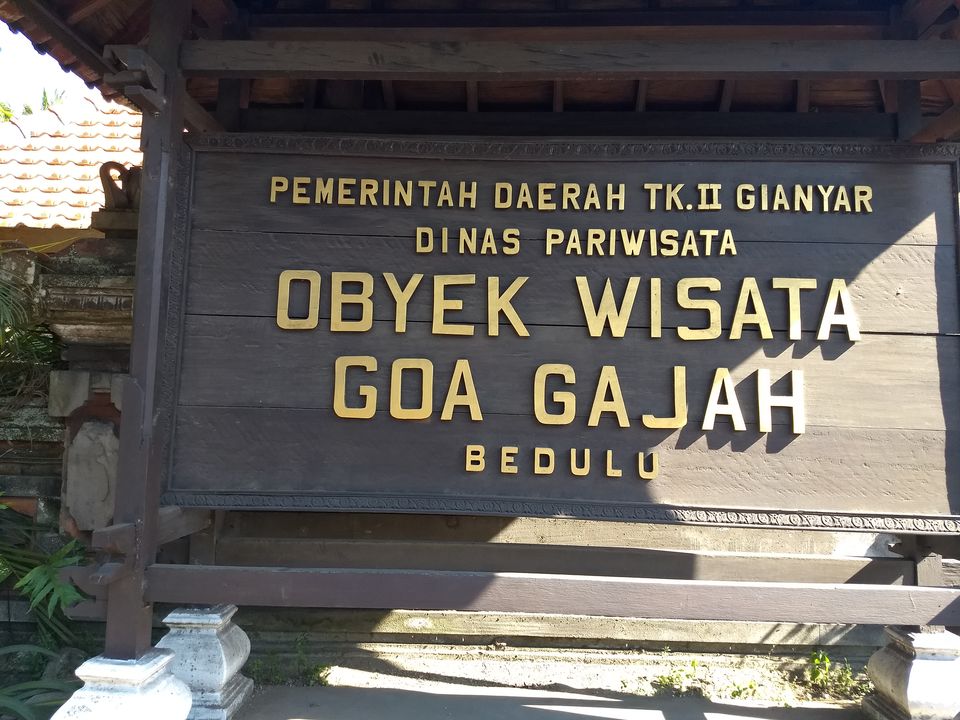 PEMERINTAH DAERAH TK.II GIANYAR
DINAS PARIWISATA
OBYEK WISATA
GOA GAJAH
BEDULU